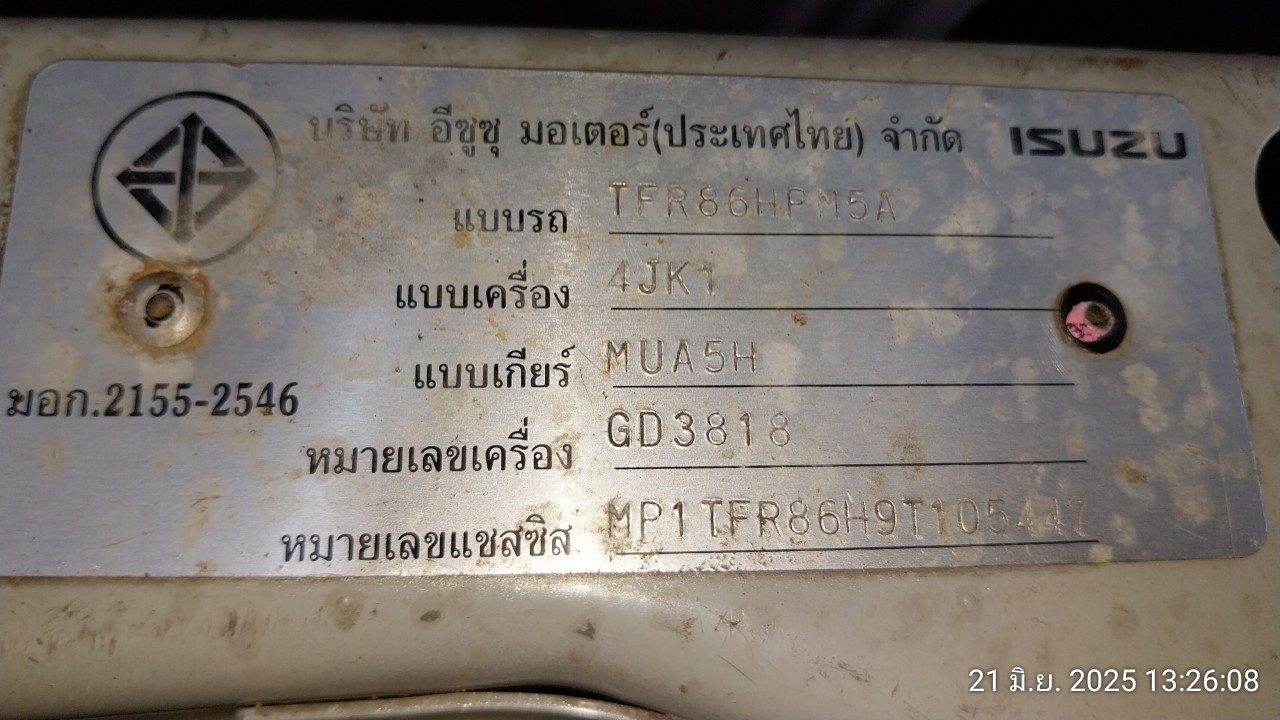 บริษัท อีซูซุ มอเตอร์(ประเทศไทย) จำกัด ISUZU
แบบรถ TFR86HPM5A
แบบเครื่อง 4JK1
แบบเกียร์ MUA5H
มอก.2155-2546
หมายเลขเครื่อง GD3818
หมายเลขแชสซิส MP1TFR86H9T105447
21 มิ.ย. 2025 13:26:08